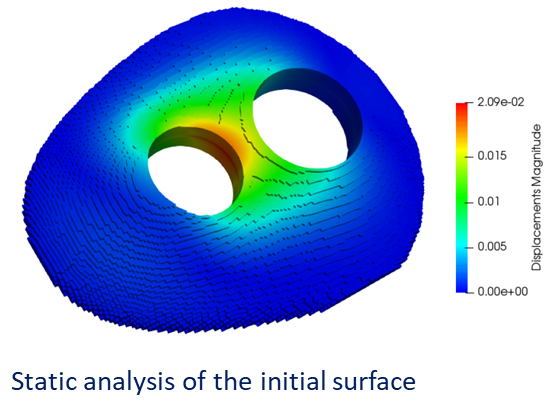 2.09e-02
0.015
0.01
0.005
0.00e+00
Displacements Magnitude
Static analysis of the initial surface